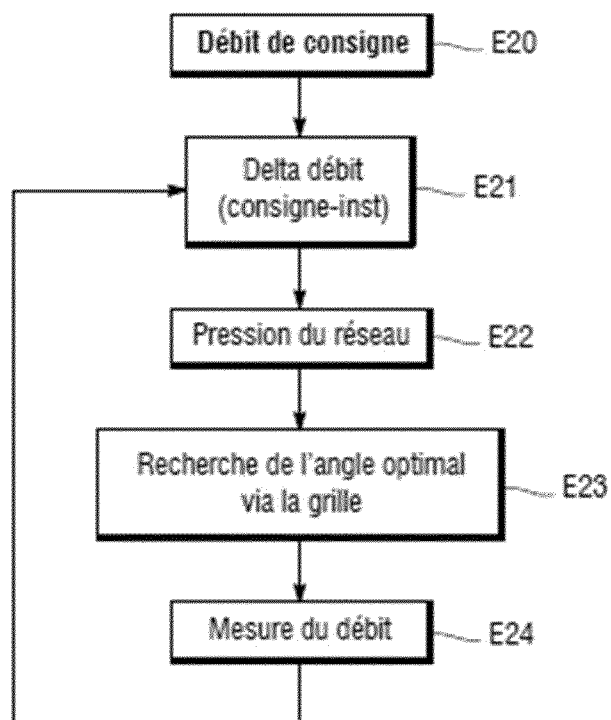 Débit de consigne
E20
Delta débit
(consigne-inst)
E21
Pression du réseau
E22
Recherche de l'angle optimal
via la grille
E23
Mesure du débit
E24